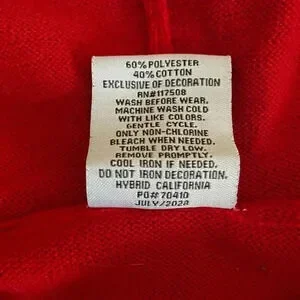 60% POLYESTER
40% COTTON
EXCLUSIVE OF DECORATION
RN#117508
WASH BEFORE WEAR.
MACHINE WASH COLD
WITH LIKE COLORS.
GENTLE CYCLE.
ONLY NON-CHLORINE
BLEACH WHEN NEEDED.
TUMBLE DRY LOW.
REMOVE PROMPTLY.
COOL IRON IF NEEDED.
DO NOT IRON DECORATION.
HYBRID CALIFORNIA
PO#70410
JULY/2020